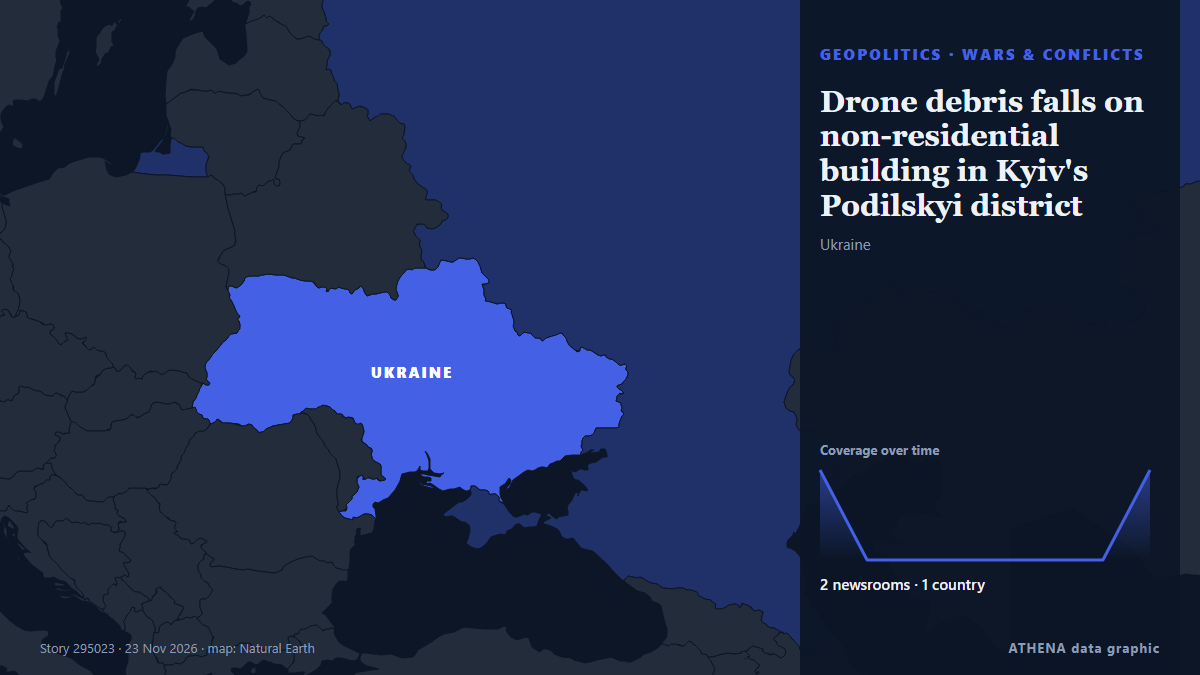 GEOPOLITICS · WARS & CONFLICTS
Drone debris falls on
non-residential
building in Kyiv's
Podilskyi district
Ukraine
UKRAINE
Coverage over time
2 newsrooms · 1 country
Story 295023 · 23 Nov 2026 · map: Natural Earth
ATHENA data graphic